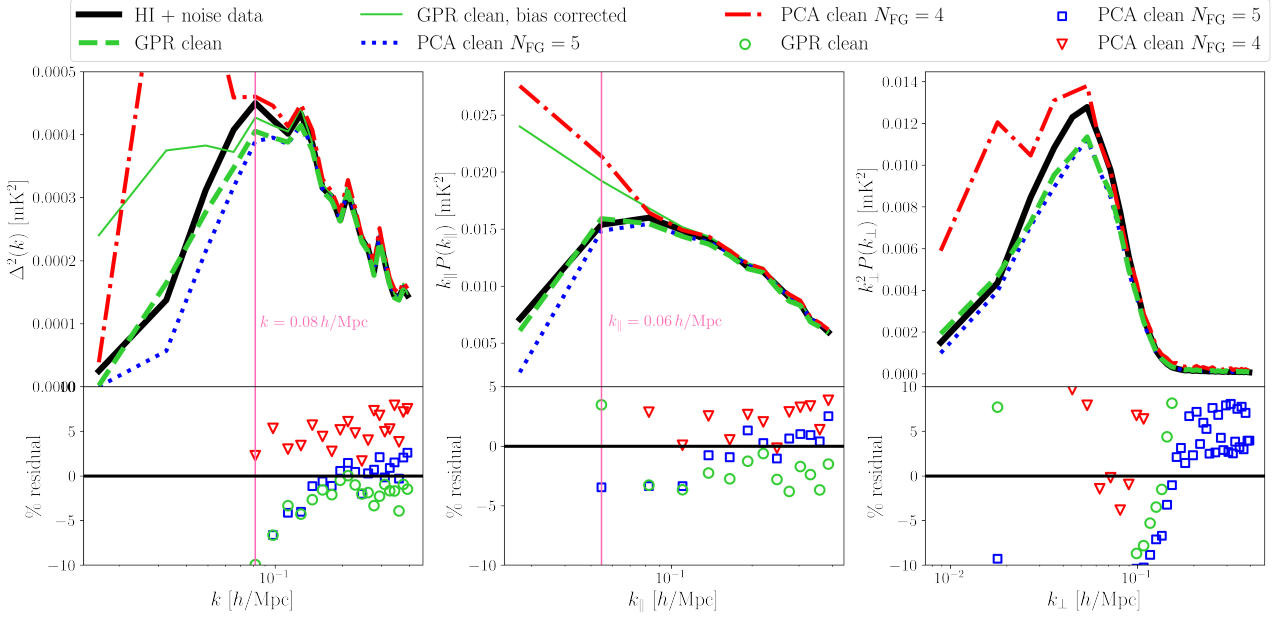 HI + noise data
GPR clean, bias corrected
PCA clean N_FG = 4
PCA clean N_FG = 5
GPR clean
PCA clean N_FG = 5
GPR clean
PCA clean N_FG = 4
0.0005
0.0004
0.0003
0.0002
0.0001
0.0000
Δ²(k) [mK²]
k = 0.08 h/Mpc
10
5
0
−5
−10
% residual
10⁻¹
k [h/Mpc]
0.025
0.020
0.015
0.010
0.005
k_∥P(k_∥) [mK²]
k_∥ = 0.06 h/Mpc
5
0
−5
−10
% residual
10⁻¹
k_∥ [h/Mpc]
0.014
0.012
0.010
0.008
0.006
0.004
0.002
0.000
k²_⊥P(k_⊥) [mK²]
10
5
0
−5
−10
% residual
10⁻²
10⁻¹
k_⊥ [h/Mpc]